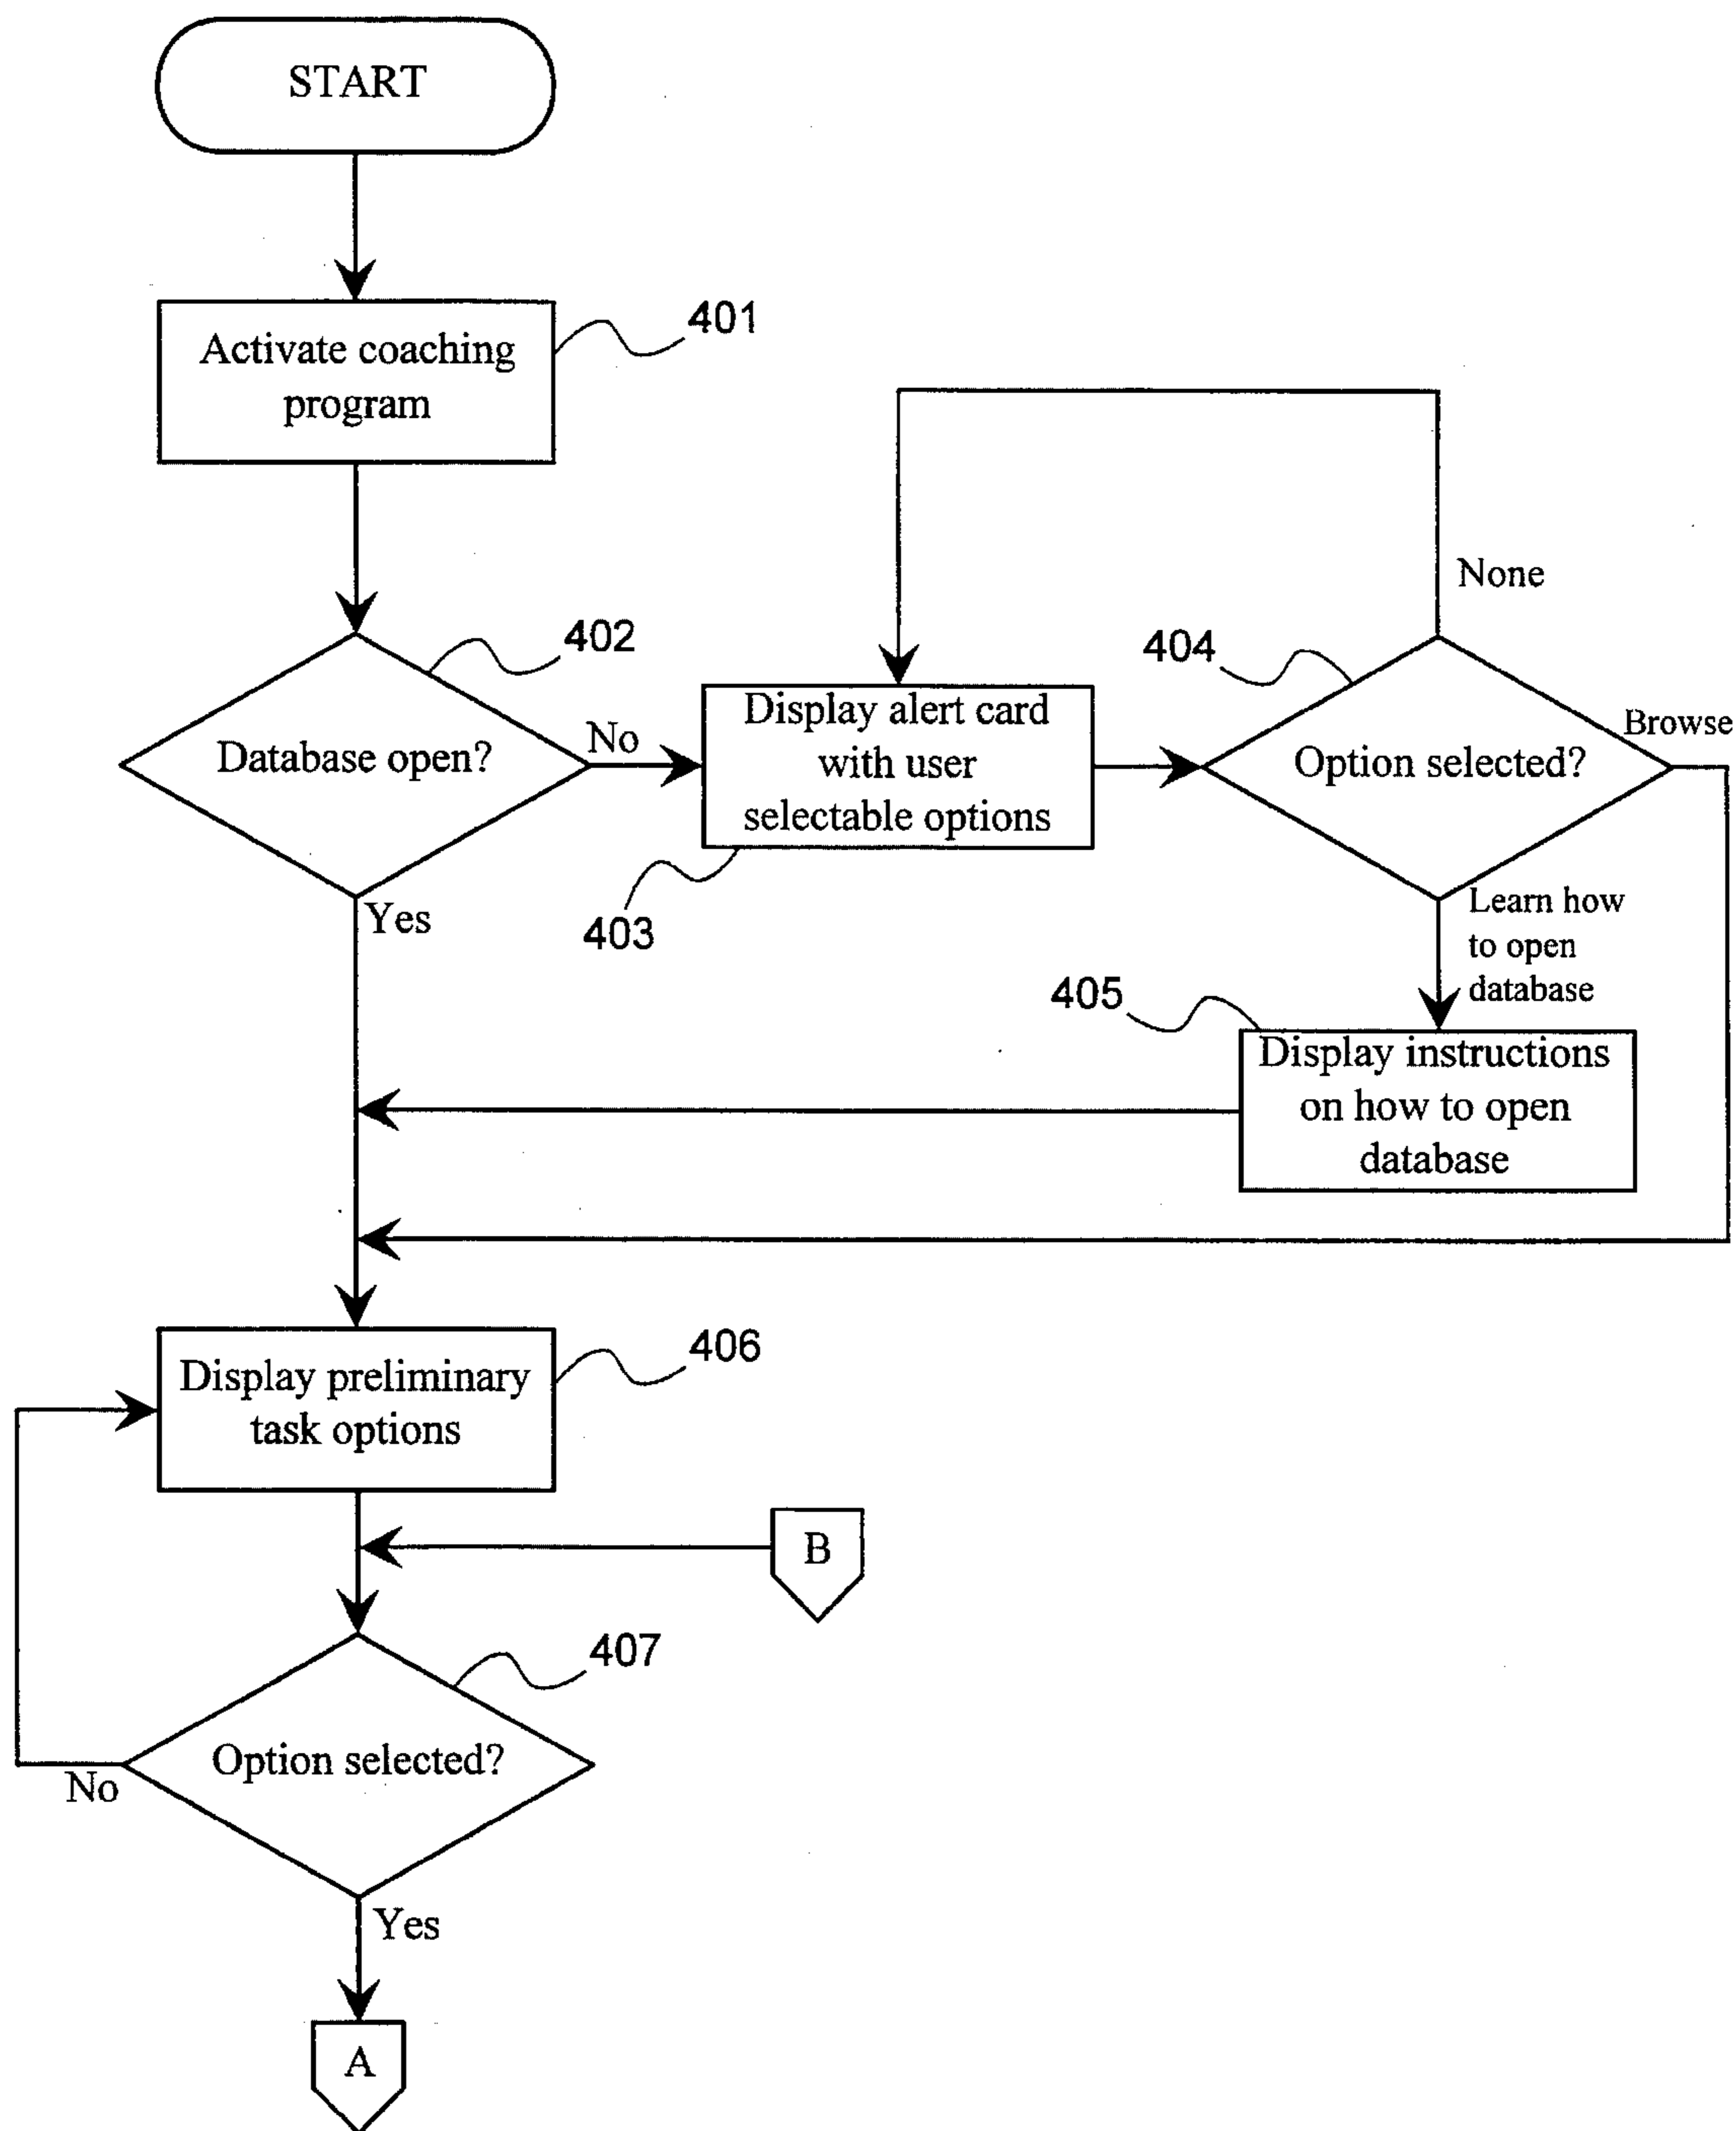 START
Activate coaching
program
401
None
402
404
Database open?
No
Display alert card
with user
selectable options
Option selected?
Browse
Yes
403
Learn how
to open
database
405
Display instructions
on how to open
database
Display preliminary
task options
406
B
407
Option selected?
No
Yes
A